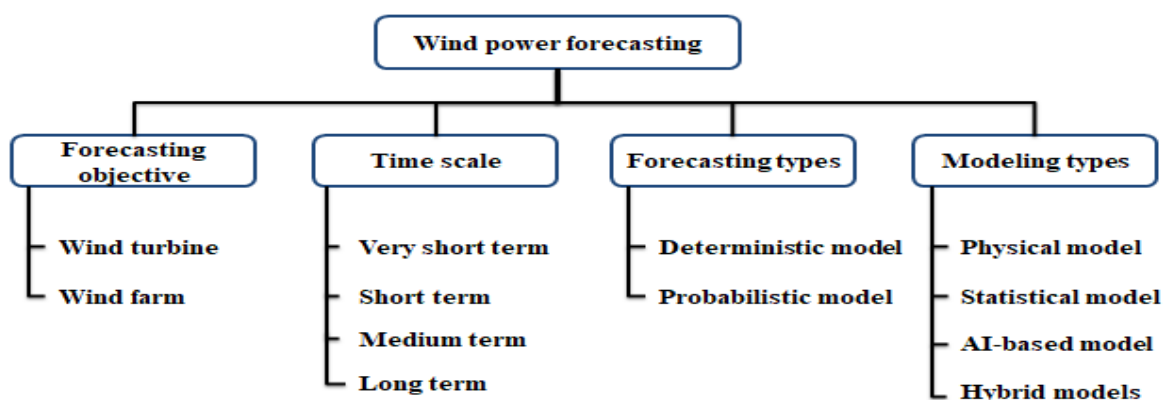 Wind power forecasting
Forecasting
objective
Time scale
Forecasting types
Modeling types
Wind turbine
Wind farm
Very short term
Short term
Medium term
Long term
Deterministic model
Probabilistic model
Physical model
Statistical model
AI-based model
Hybrid models